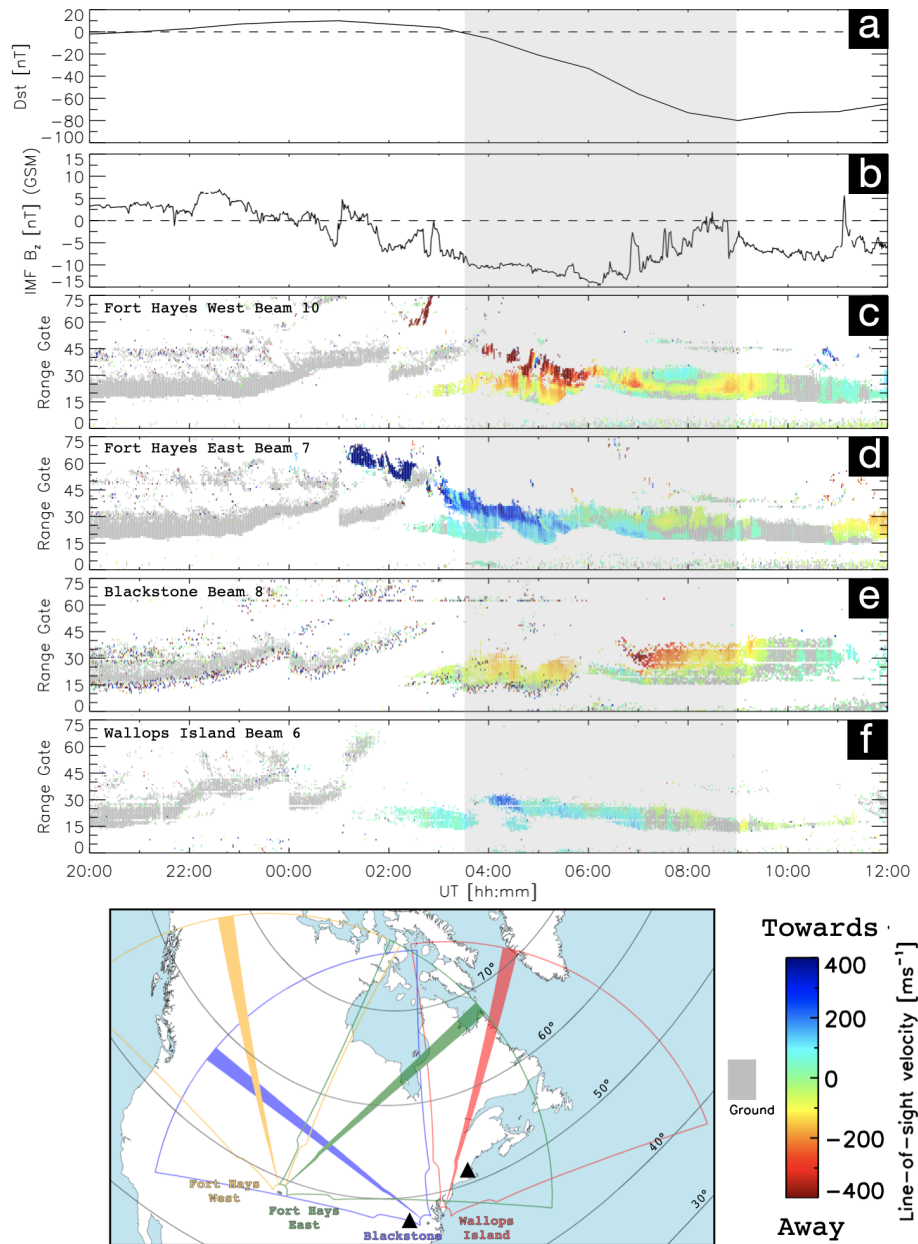 a
Dst [nT]
20
0
−20
−40
−60
−80
−100
b
IMF Bz [nT] (GSM)
15
10
5
0
−5
−10
−15
c
Fort Hayes West Beam 10
Range Gate
75
60
45
30
15
0
d
Fort Hayes East Beam 7
Range Gate
75
60
45
30
15
0
e
Blackstone Beam 8
Range Gate
75
60
45
30
15
0
f
Wallops Island Beam 6
Range Gate
75
60
45
30
15
0
20:00 22:00 00:00 02:00 04:00 06:00 08:00 10:00 12:00
UT [hh:mm]
70°
60°
50°
40°
30°
Fort Hays
West
Fort Hays
East
Blackstone
Wallops
Island
Ground
Towards
400
200
0
−200
−400
Line−of−sight velocity [ms⁻¹]
Away